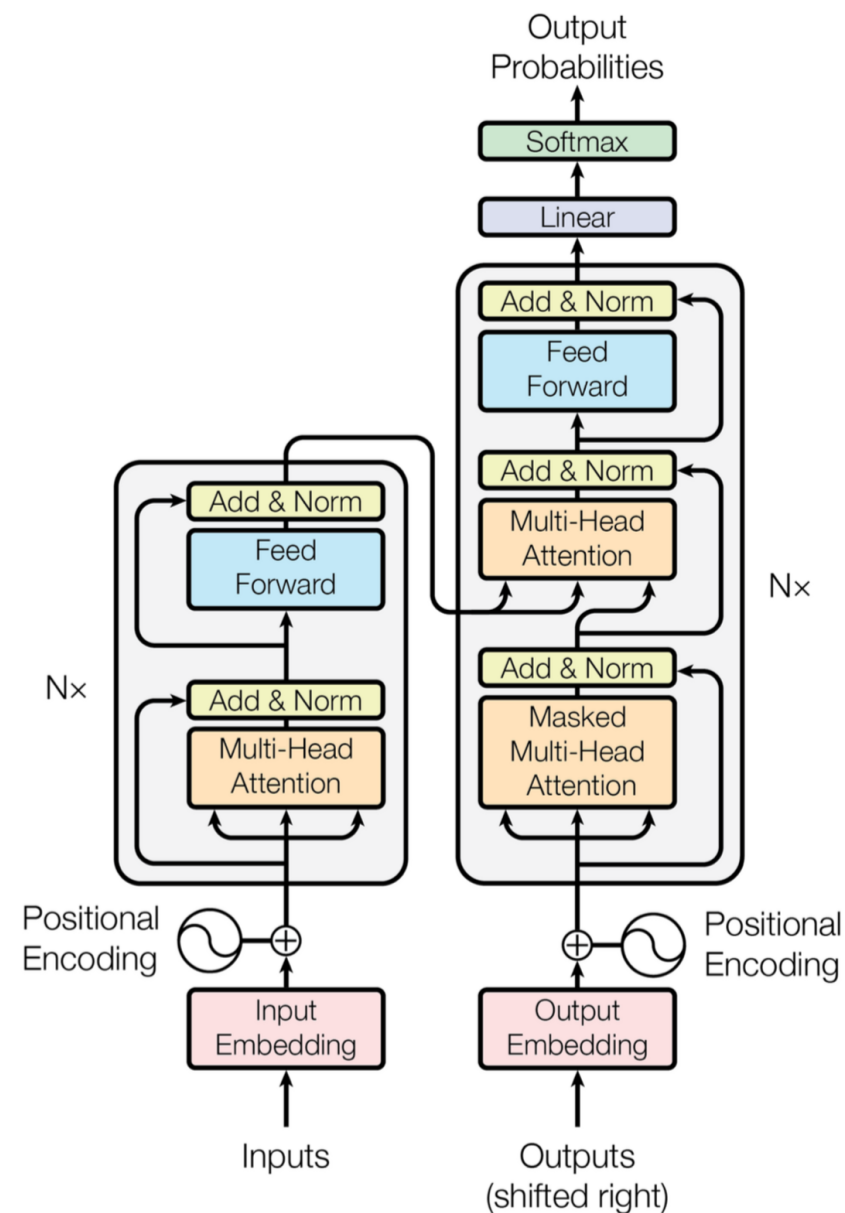 Output
Probabilities
Softmax
Linear
Add & Norm
Feed
Forward
Add & Norm
Multi-Head
Attention
Nx
Add & Norm
Masked
Multi-Head
Attention
Add & Norm
Feed
Forward
Nx
Add & Norm
Multi-Head
Attention
Positional
Encoding
Positional
Encoding
Input
Embedding
Output
Embedding
Inputs
Outputs
(shifted right)